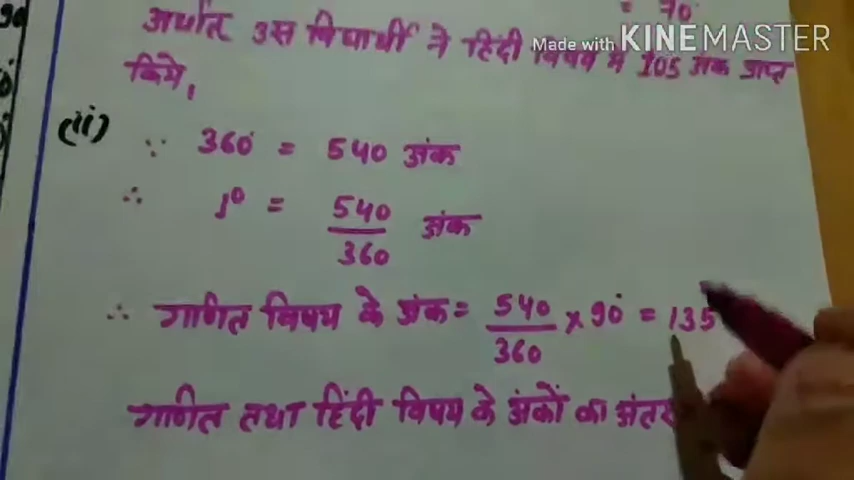 = 70°
अर्थात् उस विद्यार्थी ने हिंदी विषय में 105 अंक प्राप्त
Made with KINEMASTER
किये,
(ii) ∵ 360° = 540 अंक
∴ 1° = 540/360 अंक
∴ गणित विषय के अंक = 540/360 × 90° = 135
गणित तथा हिंदी विषय के अंकों का अंतर